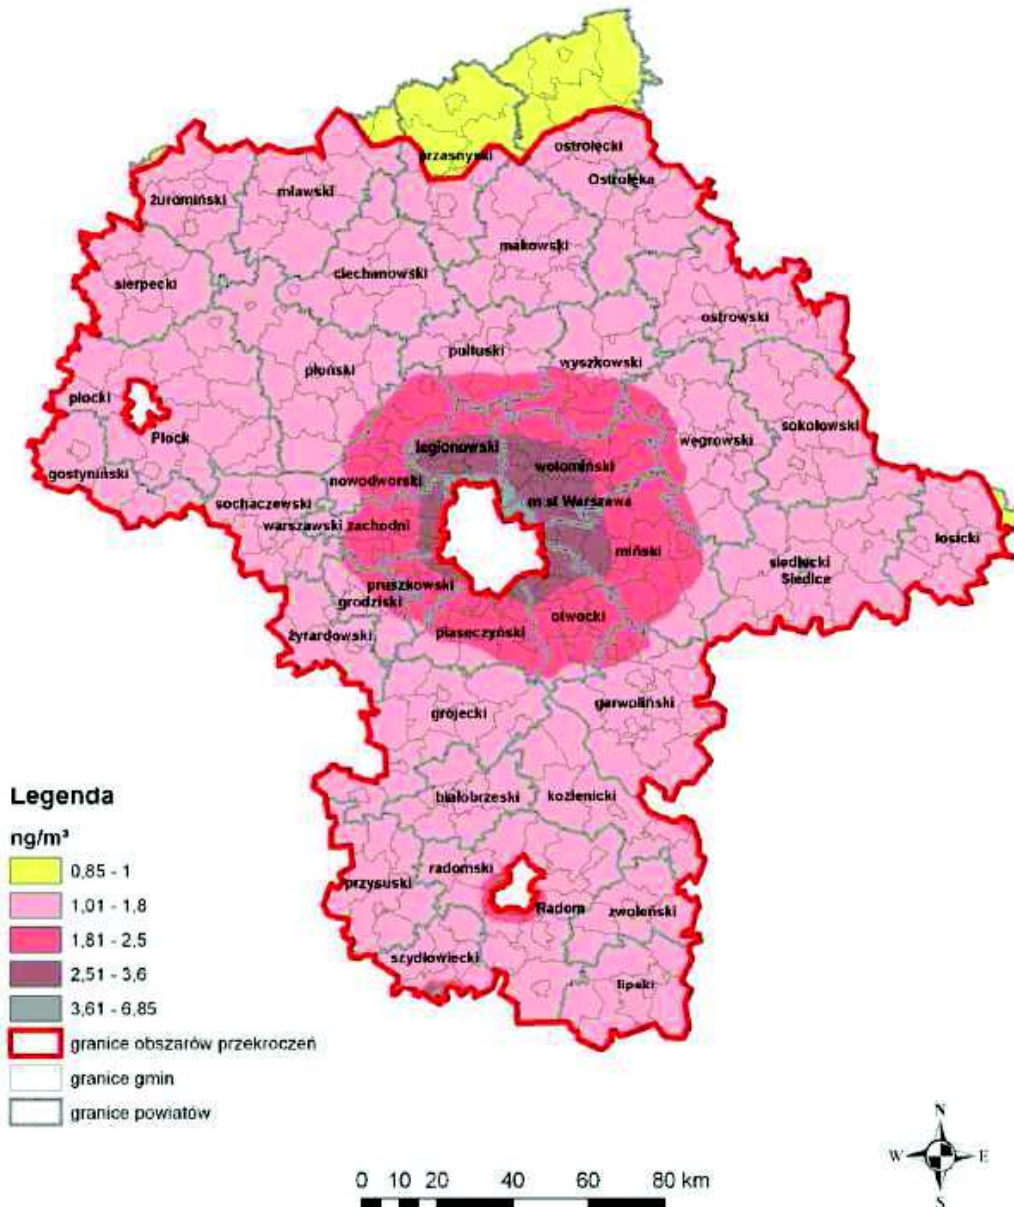 przasnyski
ostrołęcki
Ostrołęka
żuromiński
mławski
makowski
ciechanowski
sierpecki
ostrowski
pułtuski
wyszkowski
płoński
płocki
Płock
sokołowski
węgrowski
legionowski
wołomiński
gostyniński
nowodworski
sochaczewski
m.st Warszawa
warszawski zachodni
łosicki
miński
siedlecki
Siedlce
pruszkowski
grodziski
otwocki
piaseczyński
żyrardowski
garwoliński
grójecki
białobrzeski
kozienicki
radomski
przysuski
Radom
zwoleński
szydłowiecki
lipski
Legenda
ng/m³
0,85 - 1
1,01 - 1,8
1,81 - 2,5
2,51 - 3,6
3,61 - 6,85
granice obszarów przekroczeń
granice gmin
granice powiatów
N
W E
S
0 10 20 40 60 80 km